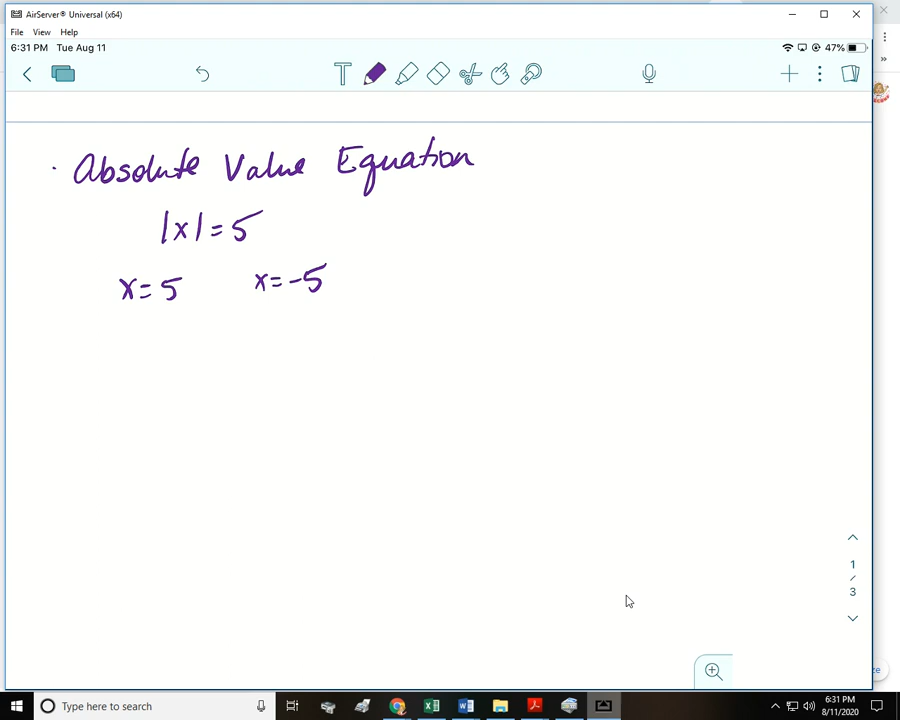 AirServer® Universal (x64)
File View Help
6:31 PM Tue Aug 11 47%
T
· Absolute Value Equation
|x| = 5
x = 5 x = -5
1
/
3
ze
Type here to search
6:31 PM
8/11/2020